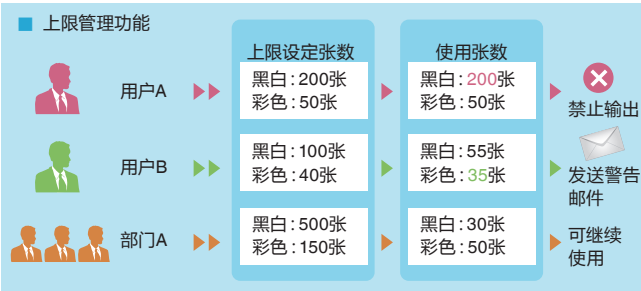 上限管理功能
上限设定张数
使用张数
用户A
黑白:200张
彩色:50张
黑白:200张
彩色:50张
禁止输出
用户B
黑白:100张
彩色:40张
黑白:55张
彩色:35张
发送警告
邮件
部门A
黑白:500张
彩色:150张
黑白:30张
彩色:50张
可继续
使用